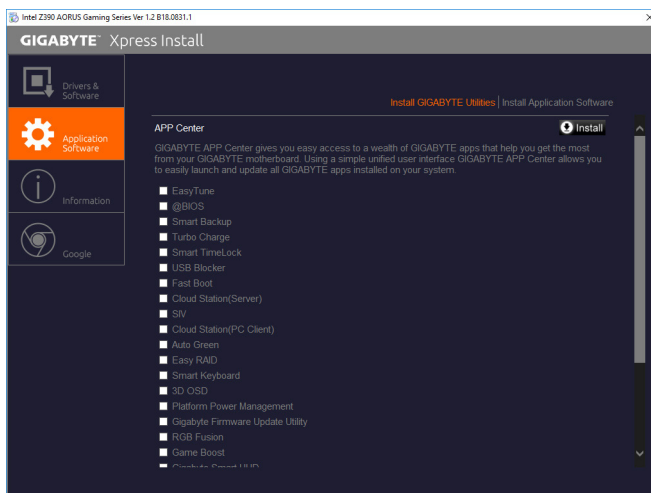 Intel Z390 AORUS Gaming Series Ver 1.2 B18.0831.1
GIGABYTE™ Xpress Install
Drivers &
Software
Application
Software
Information
Google
Install GIGABYTE Utilities | Install Application Software
APP Center
Install
GIGABYTE APP Center gives you easy access to a wealth of GIGABYTE apps that help you get the most
from your GIGABYTE motherboard. Using a simple unified user interface GIGABYTE APP Center allows you
to easily launch and update all GIGABYTE apps installed on your system.
EasyTune
@BIOS
Smart Backup
Turbo Charge
Smart TimeLock
USB Blocker
Fast Boot
Cloud Station(Server)
SIV
Cloud Station(PC Client)
Auto Green
Easy RAID
Smart Keyboard
3D OSD
Platform Power Management
Gigabyte Firmware Update Utility
RGB Fusion
Game Boost
Gigabyte Smart HUD